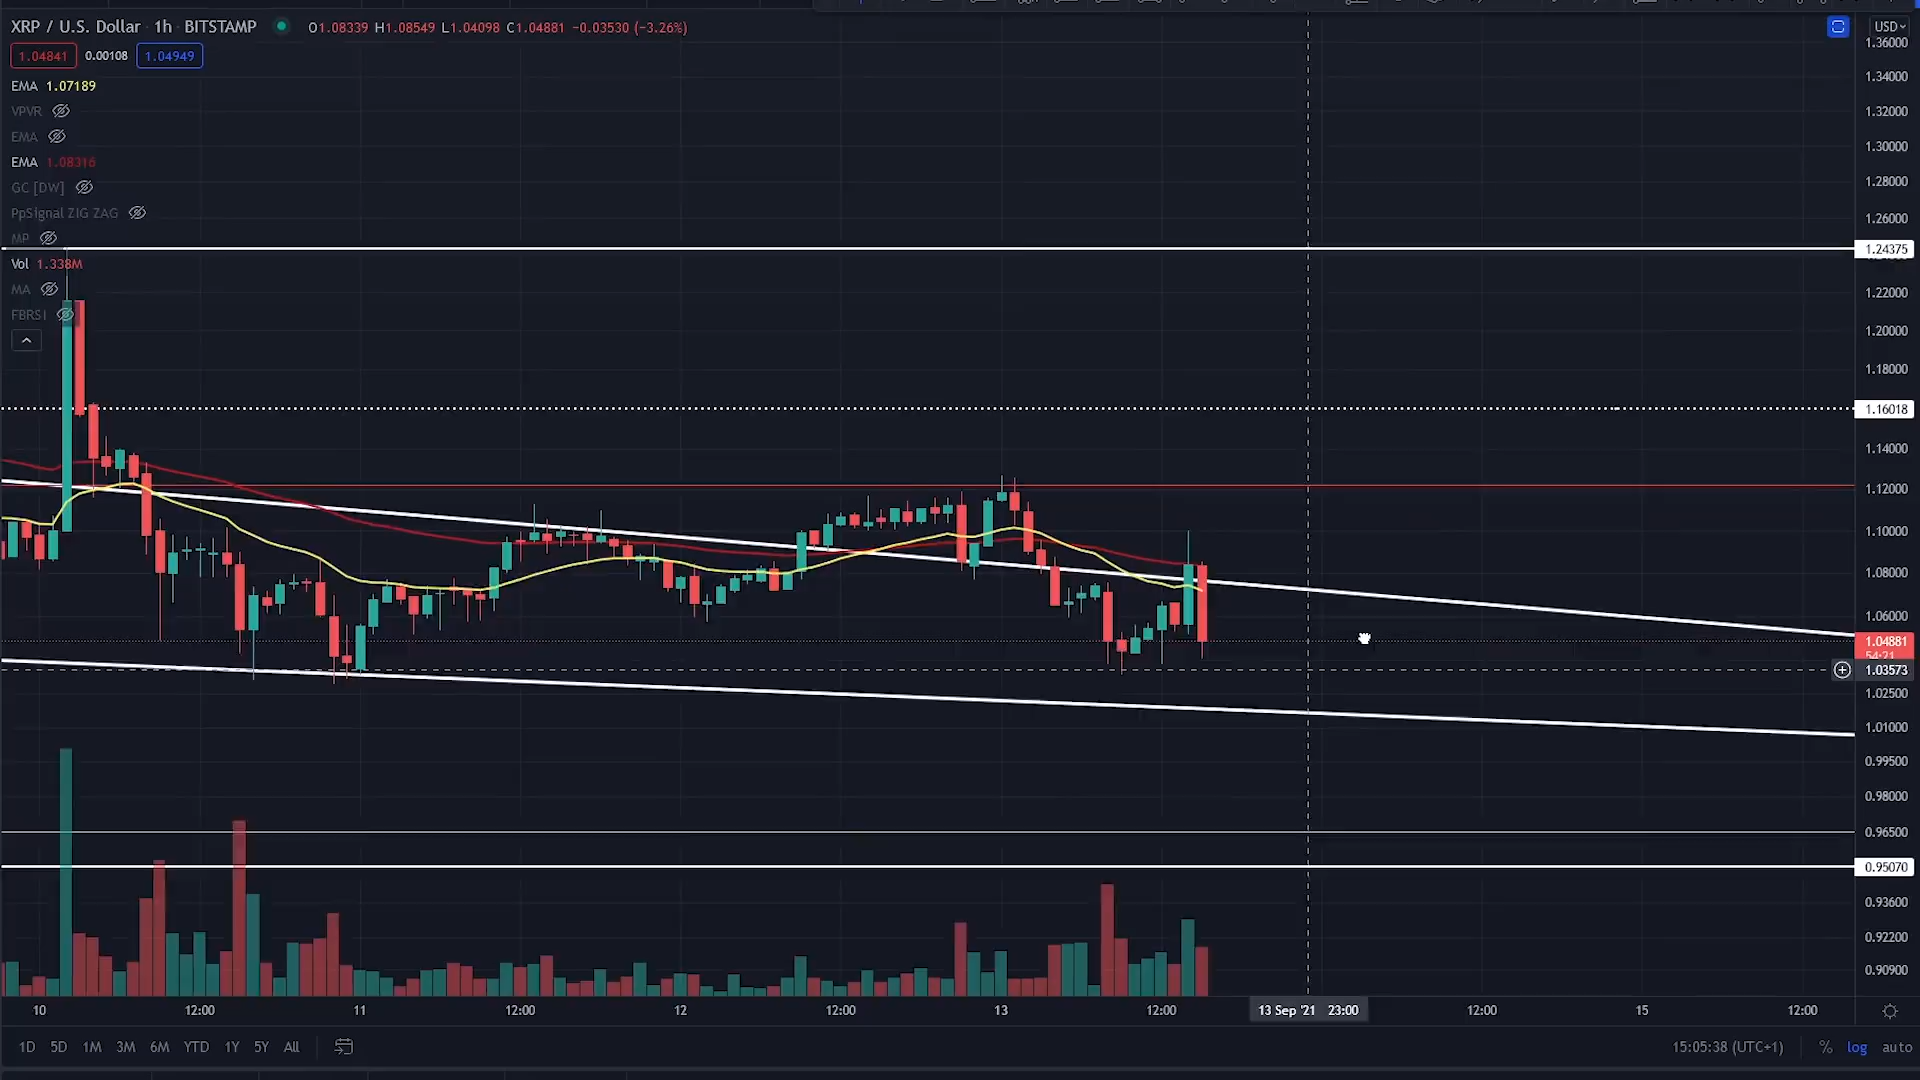 XRP / U.S. Dollar · 1h · BITSTAMP O1.08339 H1.08549 L1.04098 C1.04881 −0.03530 (−3.26%)
1.04841 0.00108 1.04949
EMA 1.07189
VPVR
EMA
EMA 1.08316
GC [DW]
PpSignal ZIG ZAG
MP
Vol 1.338M
MA
FBRSI
USD
1.36000
1.34000
1.32000
1.30000
1.28000
1.26000
1.24375
1.22000
1.20000
1.18000
1.16018
1.14000
1.12000
1.10000
1.08000
1.06000
1.04881
54:21
1.03573
1.02500
1.01000
0.99500
0.98000
0.96500
0.95070
0.93600
0.92200
0.90900
10 12:00 11 12:00 12 12:00 13 12:00 13 Sep '21 23:00 12:00 15 12:00
1D 5D 1M 3M 6M YTD 1Y 5Y All 15:05:38 (UTC+1) % log auto